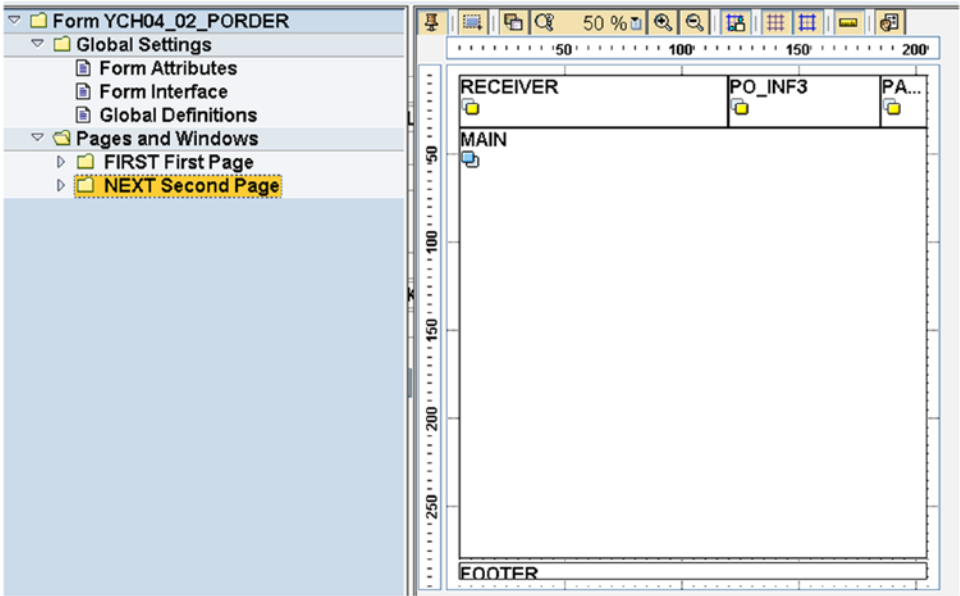 Form YCH04_02_PORDER
Global Settings
Form Attributes
Form Interface
Global Definitions
Pages and Windows
FIRST First Page
NEXT Second Page
50 %
50 100 150 200
RECEIVER PO_INF3 PA...
MAIN
50
100
150
200
250
FOOTER